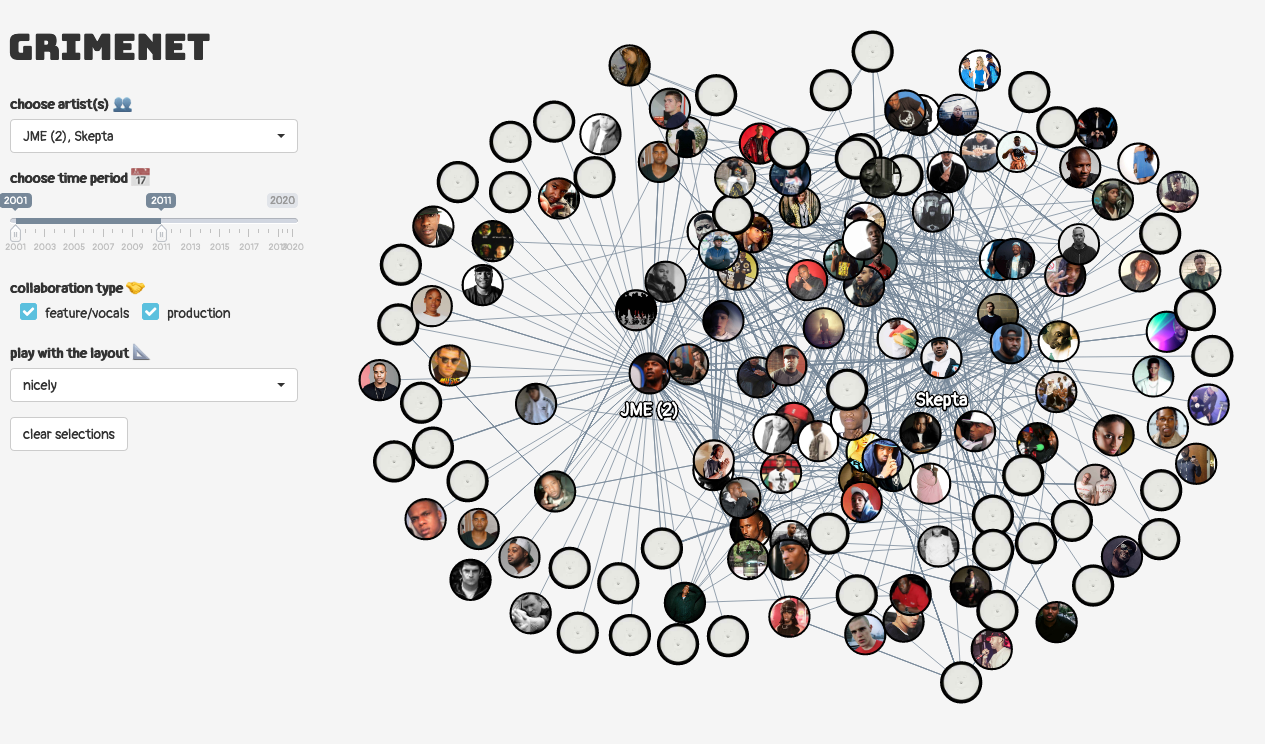 GRIMENET
choose artist(s)
JME (2), Skepta
choose time period
2001 2011 2020
2001 2003 2005 2007 2009 2011 2013 2015 2017 2020
collaboration type
feature/vocals production
play with the layout
nicely
clear selections
JME (2)
Skepta